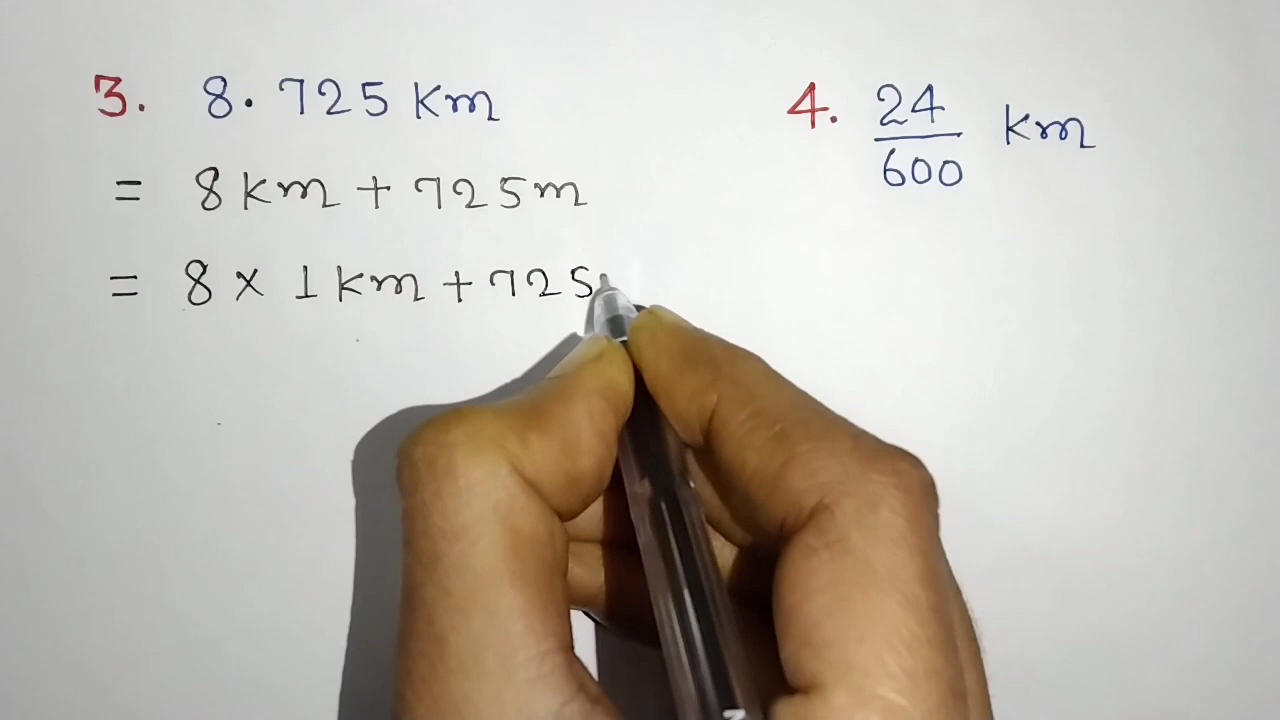 3. 8.725 Km
= 8 km + 725 m
= 8 × 1 km + 725
4. 24
600 km